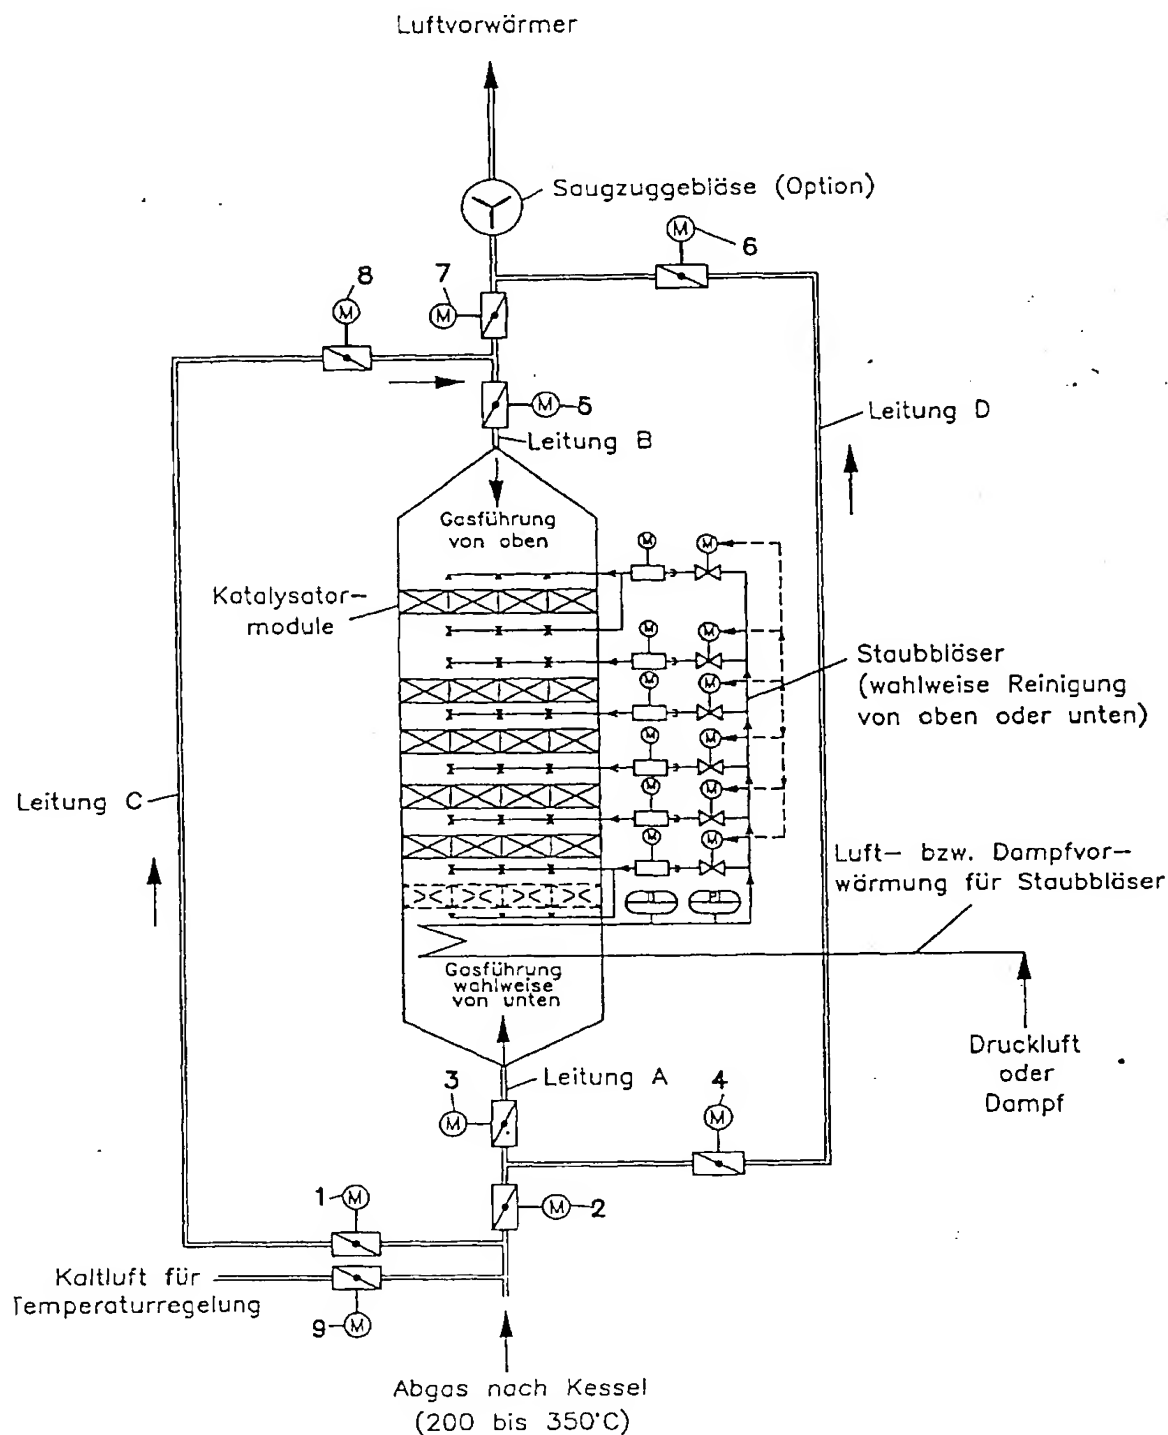 Luftvorwärmer
Saugzuggebläse (Option)
M
6
8
7
M
M
M
5
Leitung D
Leitung B
Gasführung
von oben
M
M
Katalysator-
module
M
M
Staubbläser
(wahlweise Reinigung
von oben oder unten)
M
M
M
M
Leitung C
M
M
M
M
Luft- bzw. Dampfvor-
wärmung für Staubbläser
Gasführung
wahlweise
von unten
Druckluft
oder
Dampf
Leitung A
3
4
M
M
1
M
M
2
Kaltluft für
Temperaturregelung
9
M
Abgas nach Kessel
(200 bis 350°C)